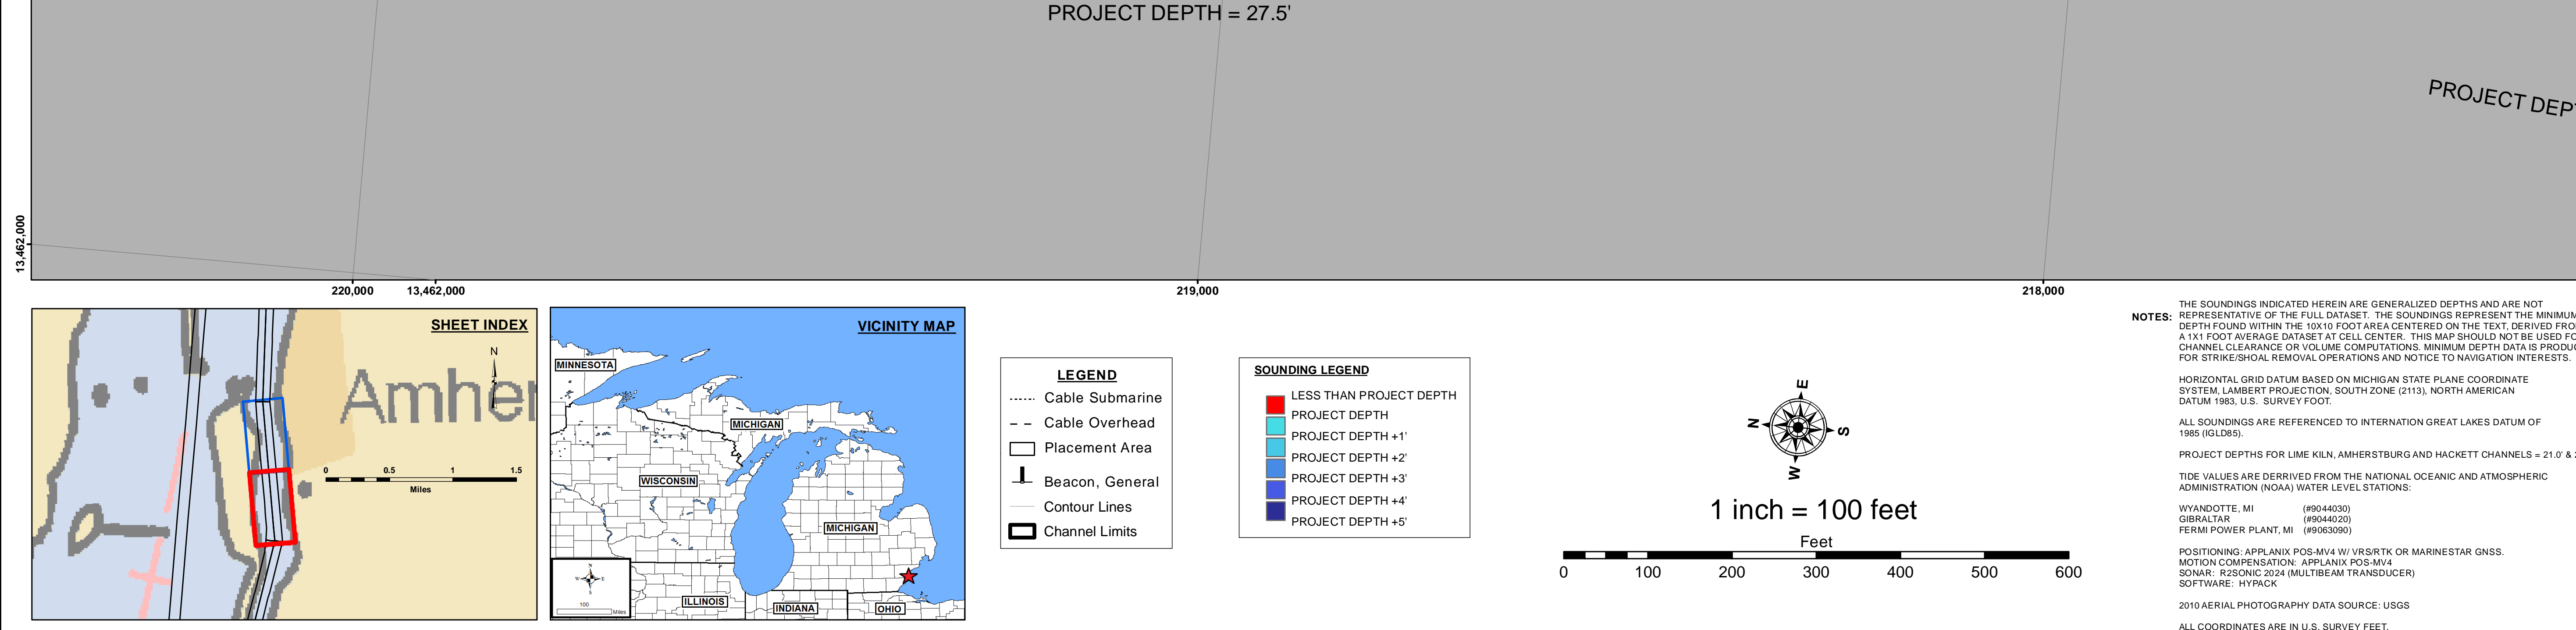 PROJECT DEPTH = 27.5'
PROJECT DEP
13,462,000
220,000
13,462,000
219,000
218,000
SHEET INDEX
N
Amher
0 0.5 1 1.5
Miles
VICINITY MAP
MINNESOTA
MICHIGAN
WISCONSIN
MICHIGAN
ILLINOIS
INDIANA
OHIO
N
W E
S
100
Miles
LEGEND
Cable Submarine
Cable Overhead
Placement Area
Beacon, General
Contour Lines
Channel Limits
SOUNDING LEGEND
LESS THAN PROJECT DEPTH
PROJECT DEPTH
PROJECT DEPTH +1'
PROJECT DEPTH +2'
PROJECT DEPTH +3'
PROJECT DEPTH +4'
PROJECT DEPTH +5'
E
N
S
W
1 inch = 100 feet
Feet
0 100 200 300 400 500 600
NOTES:
THE SOUNDINGS INDICATED HEREIN ARE GENERALIZED DEPTHS AND ARE NOT
REPRESENTATIVE OF THE FULL DATASET. THE SOUNDINGS REPRESENT THE MINIMUM
DEPTH FOUND WITHIN THE 10X10 FOOT AREA CENTERED ON THE TEXT, DERIVED FRO
A 1X1 FOOT AVERAGE DATASET AT CELL CENTER. THIS MAP SHOULD NOT BE USED FO
CHANNEL CLEARANCE OR VOLUME COMPUTATIONS. MINIMUM DEPTH DATA IS PRODUC
FOR STRIKE/SHOAL REMOVAL OPERATIONS AND NOTICE TO NAVIGATION INTERESTS.
HORIZONTAL GRID DATUM BASED ON MICHIGAN STATE PLANE COORDINATE
SYSTEM, LAMBERT PROJECTION, SOUTH ZONE (2113), NORTH AMERICAN
DATUM 1983, U.S. SURVEY FOOT.
ALL SOUNDINGS ARE REFERENCED TO INTERNATION GREAT LAKES DATUM OF
1985 (IGLD85).
PROJECT DEPTHS FOR LIME KILN, AMHERSTBURG AND HACKETT CHANNELS = 21.0' &
TIDE VALUES ARE DERRIVED FROM THE NATIONAL OCEANIC AND ATMOSPHERIC
ADMINISTRATION (NOAA) WATER LEVEL STATIONS:
WYANDOTTE, MI (#9044030)
GIBRALTAR (#9044020)
FERMI POWER PLANT, MI (#9063090)
POSITIONING: APPLANIX POS-MV4 W/ VRS/RTK OR MARINESTAR GNSS.
MOTION COMPENSATION: APPLANIX POS-MV4
SONAR: R2SONIC 2024 (MULTIBEAM TRANSDUCER)
SOFTWARE: HYPACK
2010 AERIAL PHOTOGRAPHY DATA SOURCE: USGS
ALL COORDINATES ARE IN U.S. SURVEY FEET.